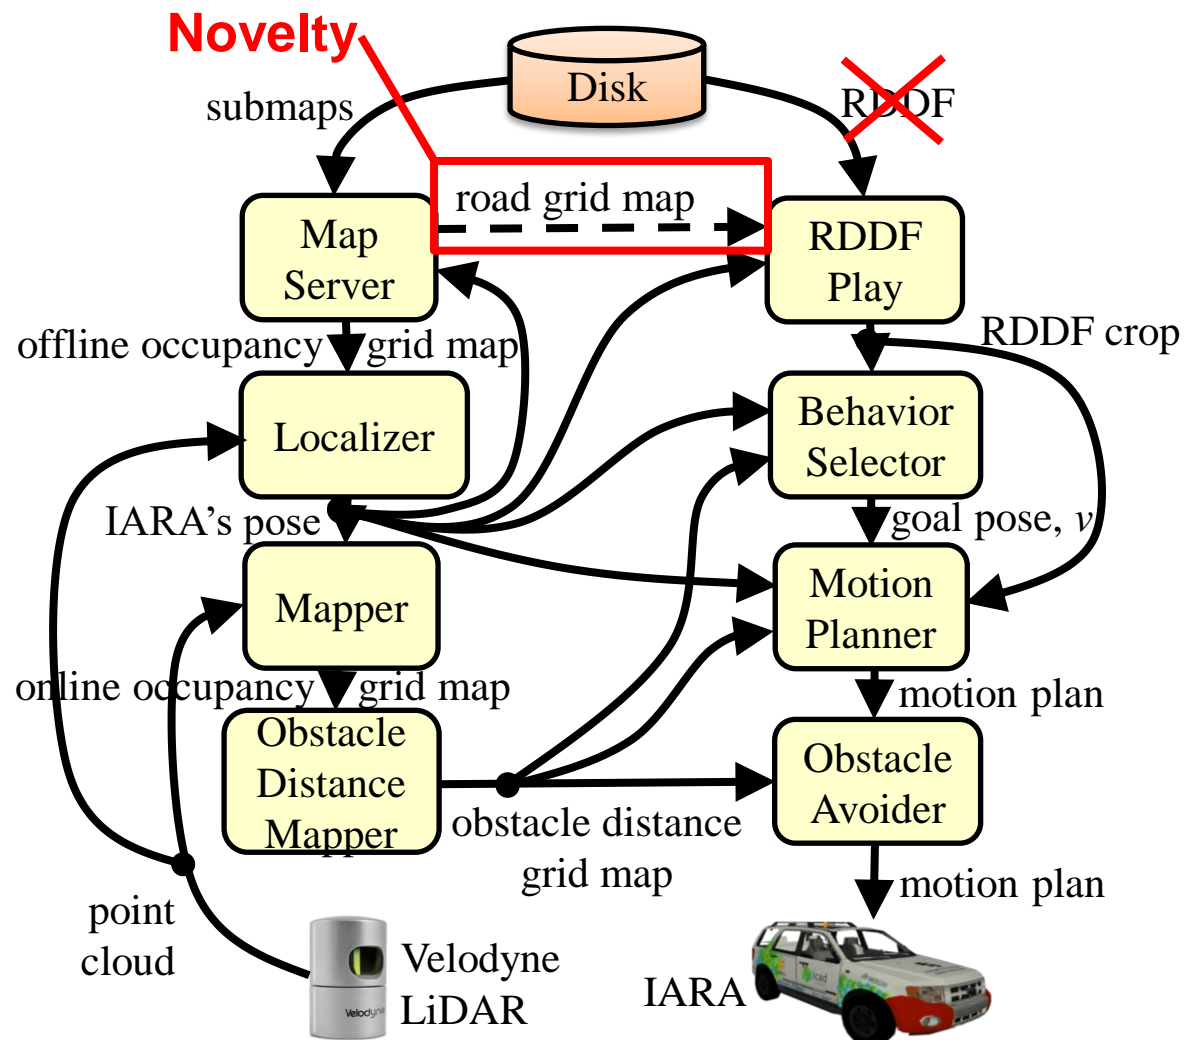 Novelty
Disk
submaps
RDDF
road grid map
Map
Server
RDDF
Play
offline occupancy grid map
RDDF crop
Localizer
Behavior
Selector
IARA's pose
goal pose, v
Mapper
Motion
Planner
online occupancy grid map
motion plan
Obstacle
Distance
Mapper
Obstacle
Avoider
obstacle distance
grid map
motion plan
point
cloud
Velodyne
LiDAR
Velodyne
IARA
lcad